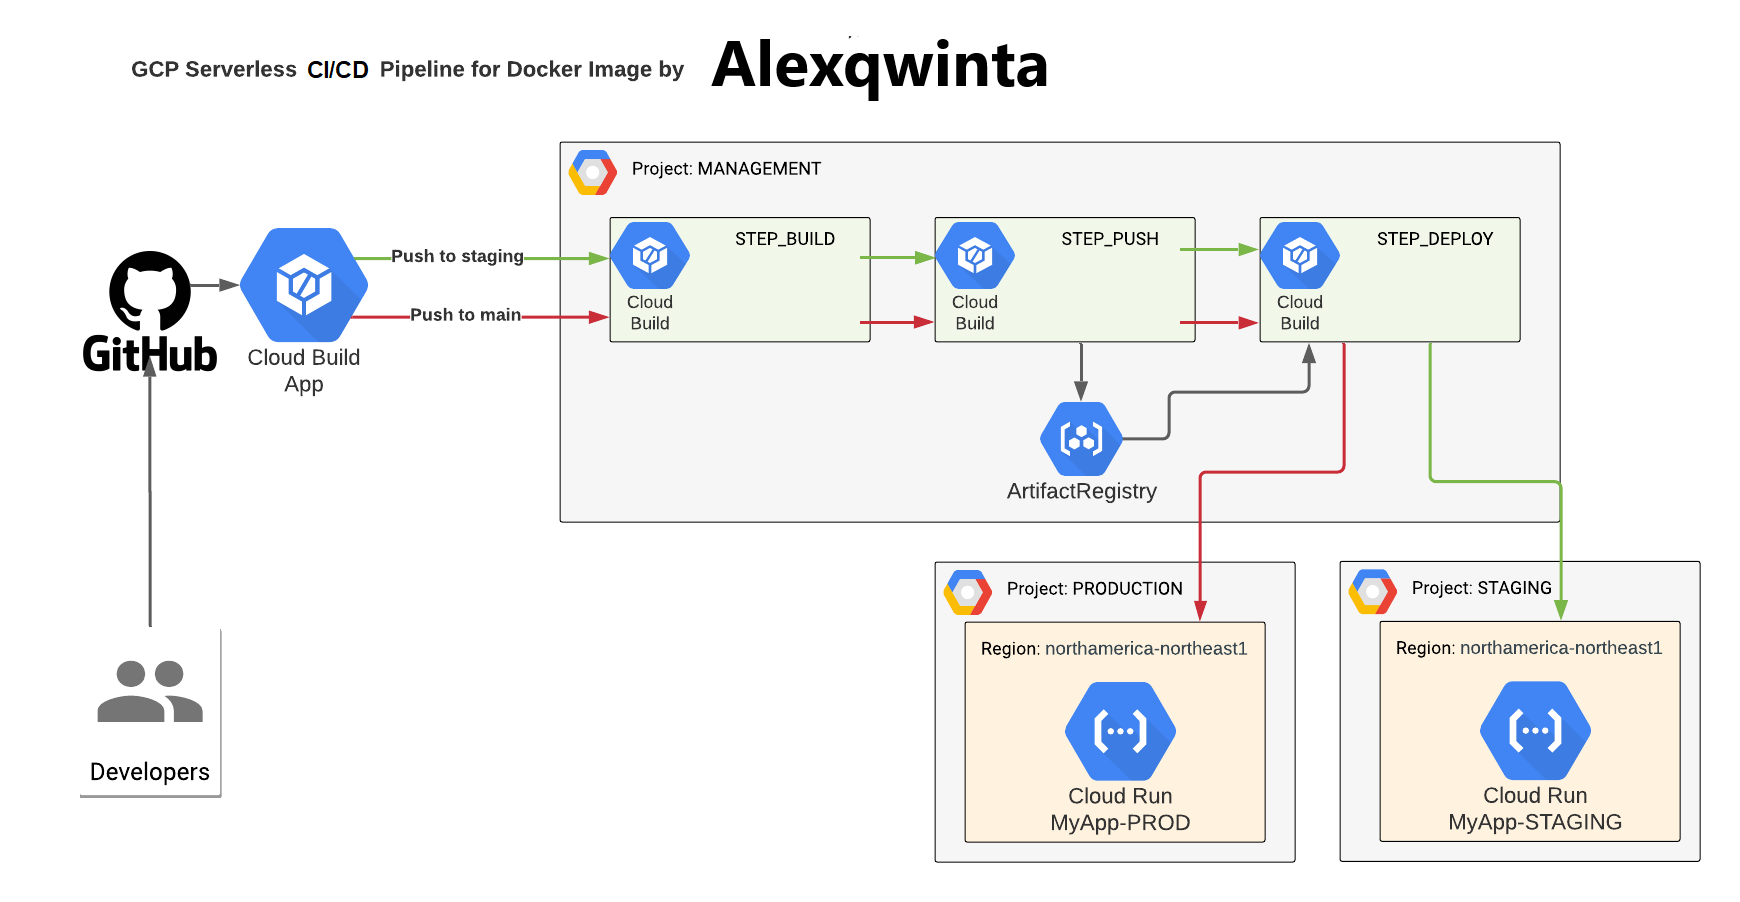 GCP Serverless CI/CD Pipeline for Docker Image by Alexqwinta
Project: MANAGEMENT
STEP_BUILD
Cloud
Build
STEP_PUSH
Cloud
Build
STEP_DEPLOY
Cloud
Build
Push to staging
Push to main
GitHub
Cloud Build
App
ArtifactRegistry
Project: PRODUCTION
Region: northamerica-northeast1
Cloud Run
MyApp-PROD
Project: STAGING
Region: northamerica-northeast1
Cloud Run
MyApp-STAGING
Developers